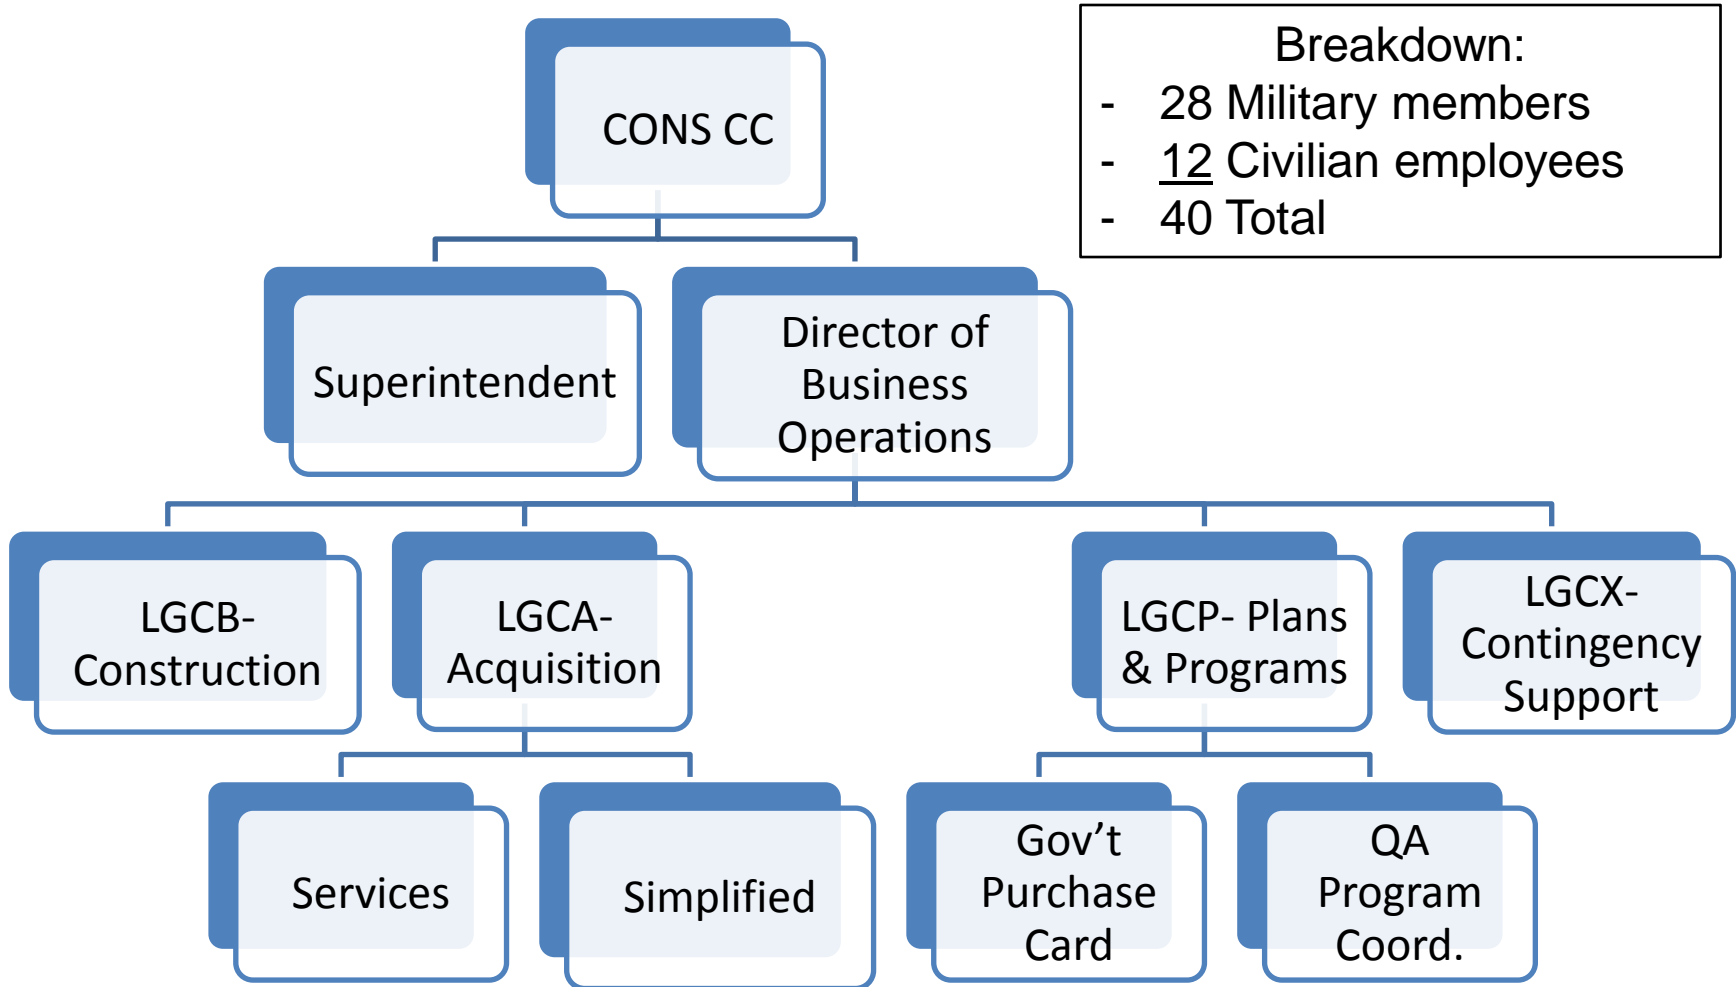 CONS CC
Breakdown:
- 28 Military members
- 12 Civilian employees
- 40 Total
Superintendent
Director of
Business
Operations
LGCB-
Construction
LGCA-
Acquisition
LGCP- Plans
& Programs
LGCX-
Contingency
Support
Services
Simplified
Gov’t
Purchase
Card
QA
Program
Coord.